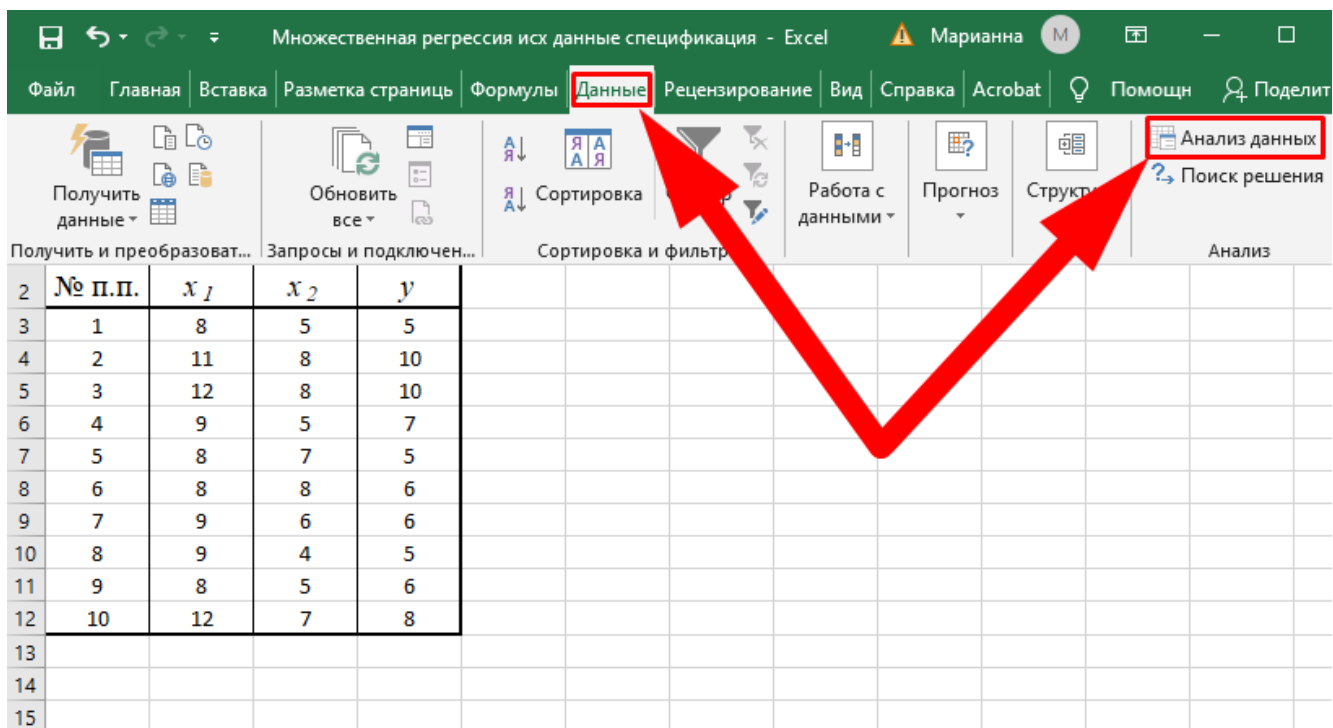 Множественная регрессия исх данные спецификация - Excel Марианна М
Файл Главная Вставка Разметка страниць Формулы Данные Рецензирование Вид Справка Acrobat Помощн Поделит
Получить данные
Обновить все
Сортировка
Работа с данными
Прогноз
Анализ данных
Поиск решения
Получить и преобразоват... Запросы и подключен... Сортировка и фильтр Анализ
2 № п.п. x 1 x 2 y
3 1 8 5 5
4 2 11 8 10
5 3 12 8 10
6 4 9 5 7
7 5 8 7 5
8 6 8 8 6
9 7 9 6 6
10 8 9 4 5
11 9 8 5 6
12 10 12 7 8
13
14
15